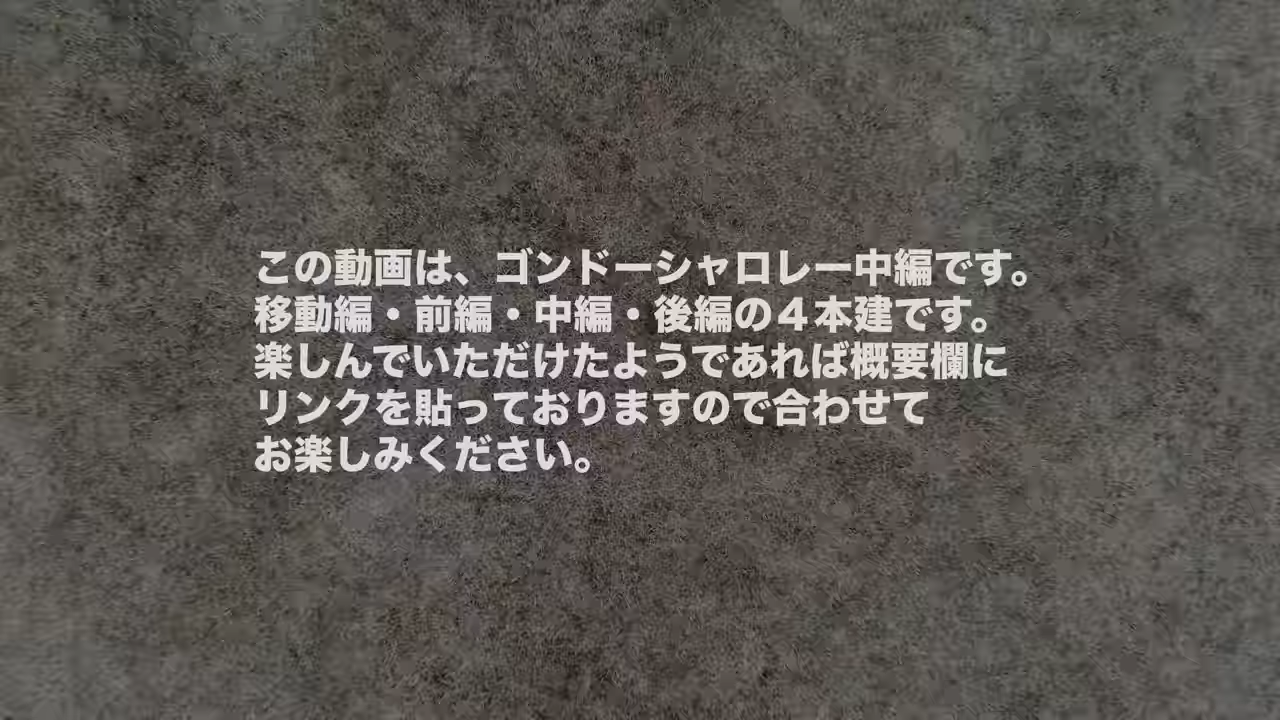 この動画は、ゴンドーシャロレー中編です。
移動編・前編・中編・後編の４本建です。
楽しんでいただけたようであれば概要欄に
リンクを貼っておりますので合わせて
お楽しみください。